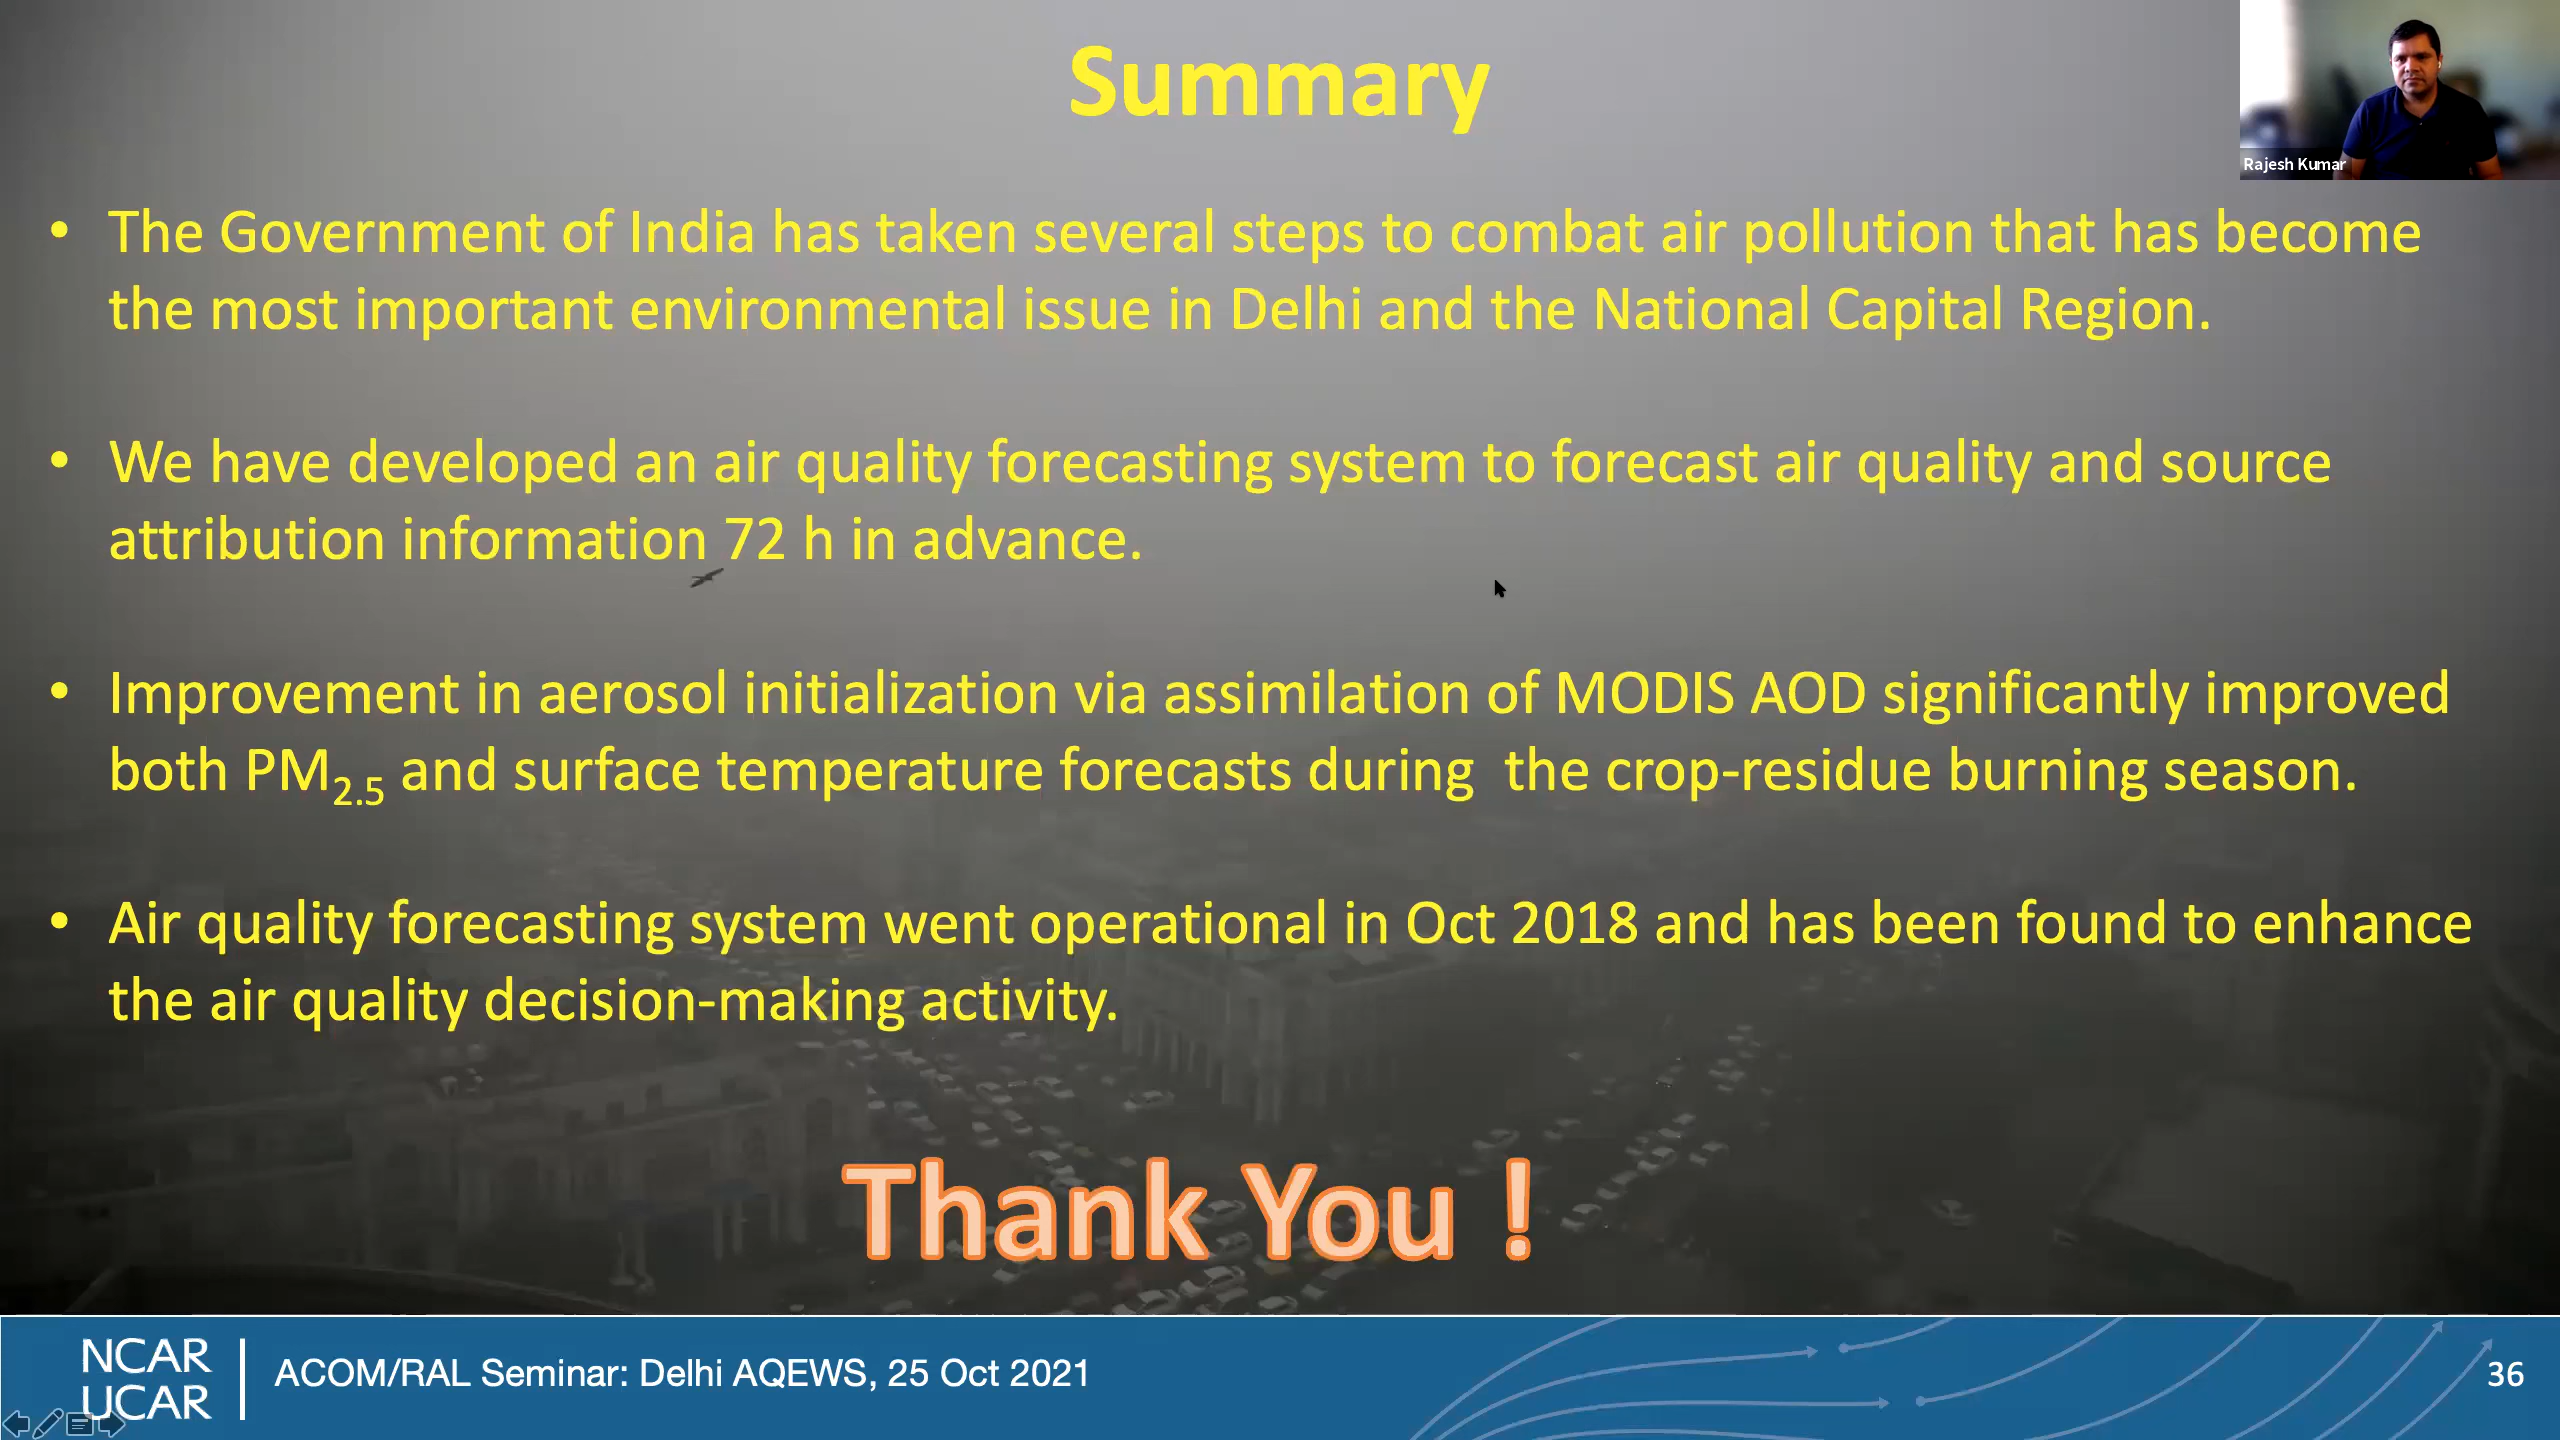 Summary
Rajesh Kumar
• The Government of India has taken several steps to combat air pollution that has become
the most important environmental issue in Delhi and the National Capital Region.
• We have developed an air quality forecasting system to forecast air quality and source
attribution information 72 h in advance.
• Improvement in aerosol initialization via assimilation of MODIS AOD significantly improved
both PM2.5 and surface temperature forecasts during  the crop-residue burning season.
• Air quality forecasting system went operational in Oct 2018 and has been found to enhance
the air quality decision-making activity.
Thank You !
NCAR
UCAR
ACOM/RAL Seminar: Delhi AQEWS, 25 Oct 2021
36